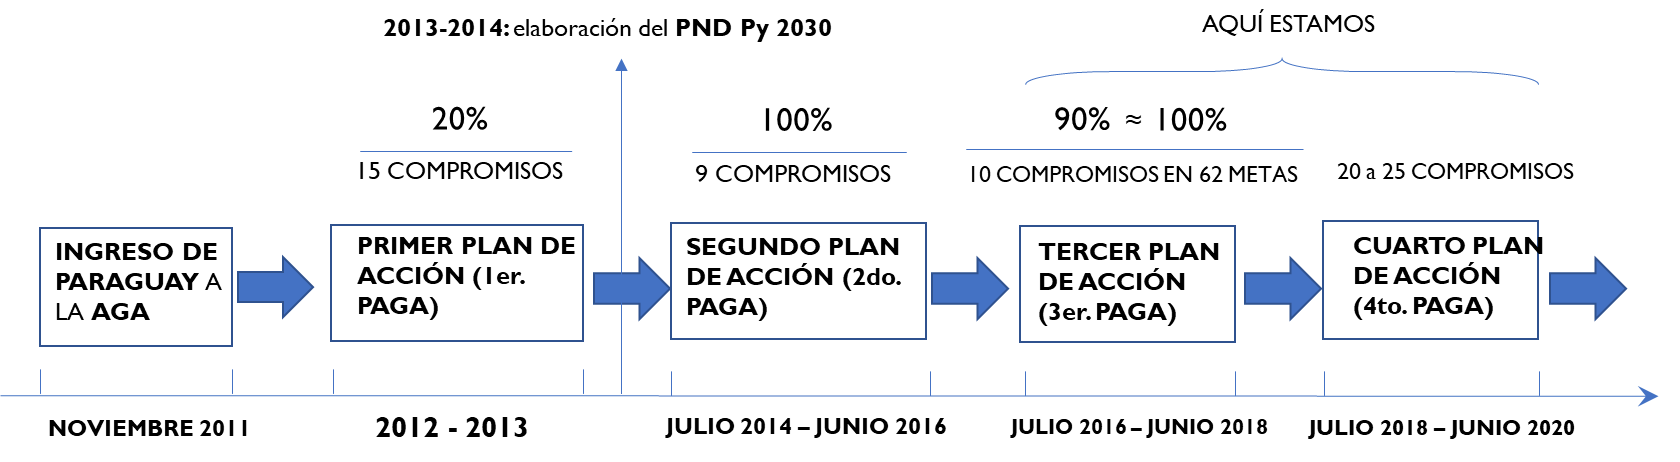 2013-2014: elaboración del PND Py 2030
AQUÍ ESTAMOS
20%
15 COMPROMISOS
100%
9 COMPROMISOS
90% ≈ 100%
10 COMPROMISOS EN 62 METAS
20 a 25 COMPROMISOS
INGRESO DE
PARAGUAY A
LA AGA
PRIMER PLAN DE
ACCIÓN (1er.
PAGA)
SEGUNDO PLAN
DE ACCIÓN (2do.
PAGA)
TERCER PLAN
DE ACCIÓN
(3er. PAGA)
CUARTO PLAN
DE ACCIÓN
(4to. PAGA)
NOVIEMBRE 2011
2012 - 2013
JULIO 2014 – JUNIO 2016
JULIO 2016 – JUNIO 2018
JULIO 2018 – JUNIO 2020